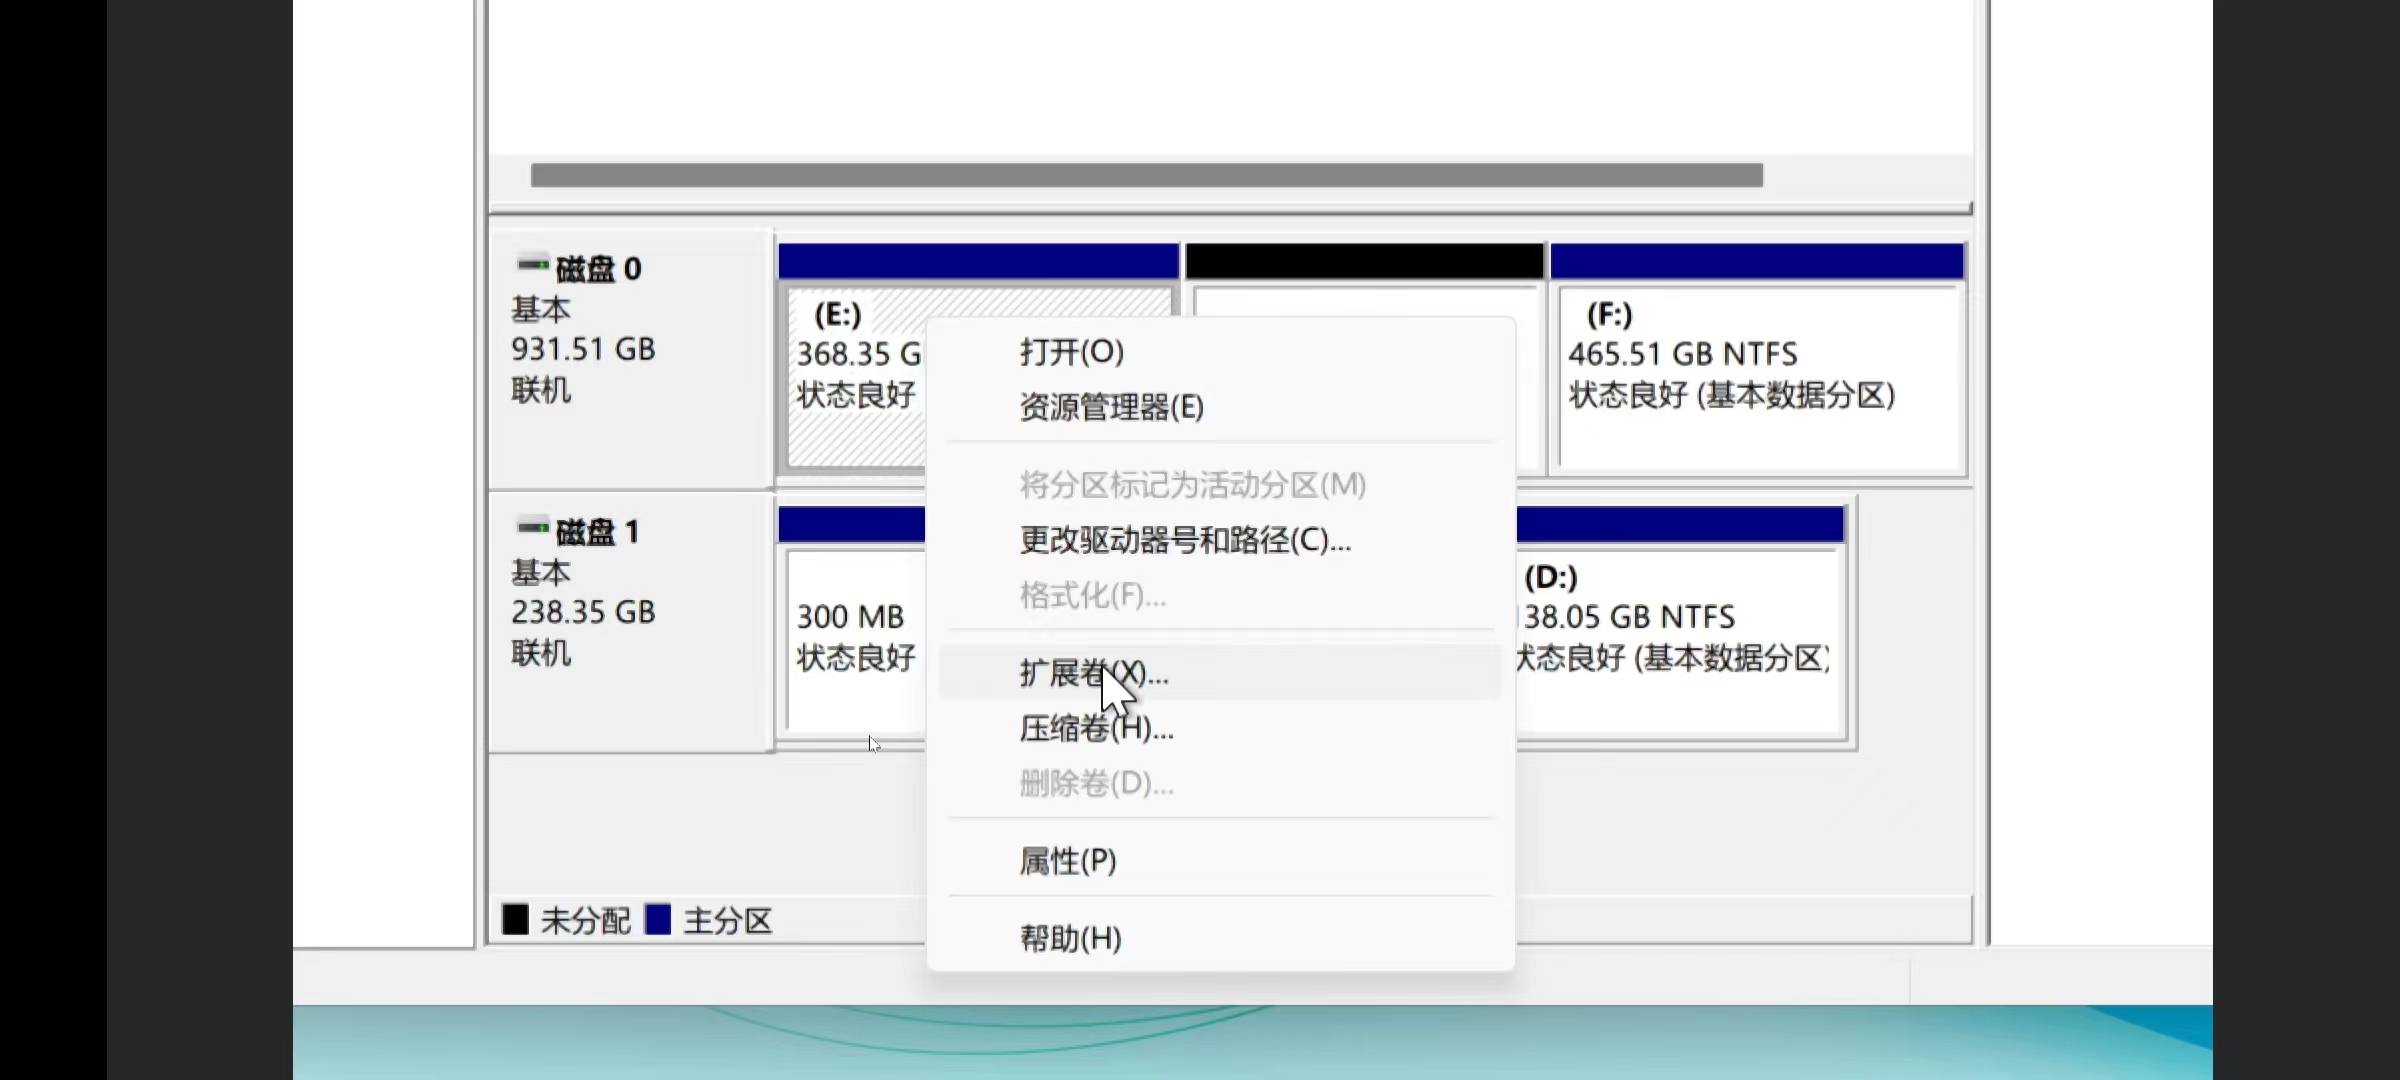 磁盘 0
基本
931.51 GB
联机
(E:)
368.35 G
状态良好
(F:)
465.51 GB NTFS
状态良好 (基本数据分区)
磁盘 1
基本
238.35 GB
联机
300 MB
状态良好
(D:)
38.05 GB NTFS
状态良好 (基本数据分区)
打开(O)
资源管理器(E)
将分区标记为活动分区(M)
更改驱动器号和路径(C)...
格式化(F)...
扩展卷(X)...
压缩卷(H)...
删除卷(D)...
属性(P)
帮助(H)
未分配 主分区